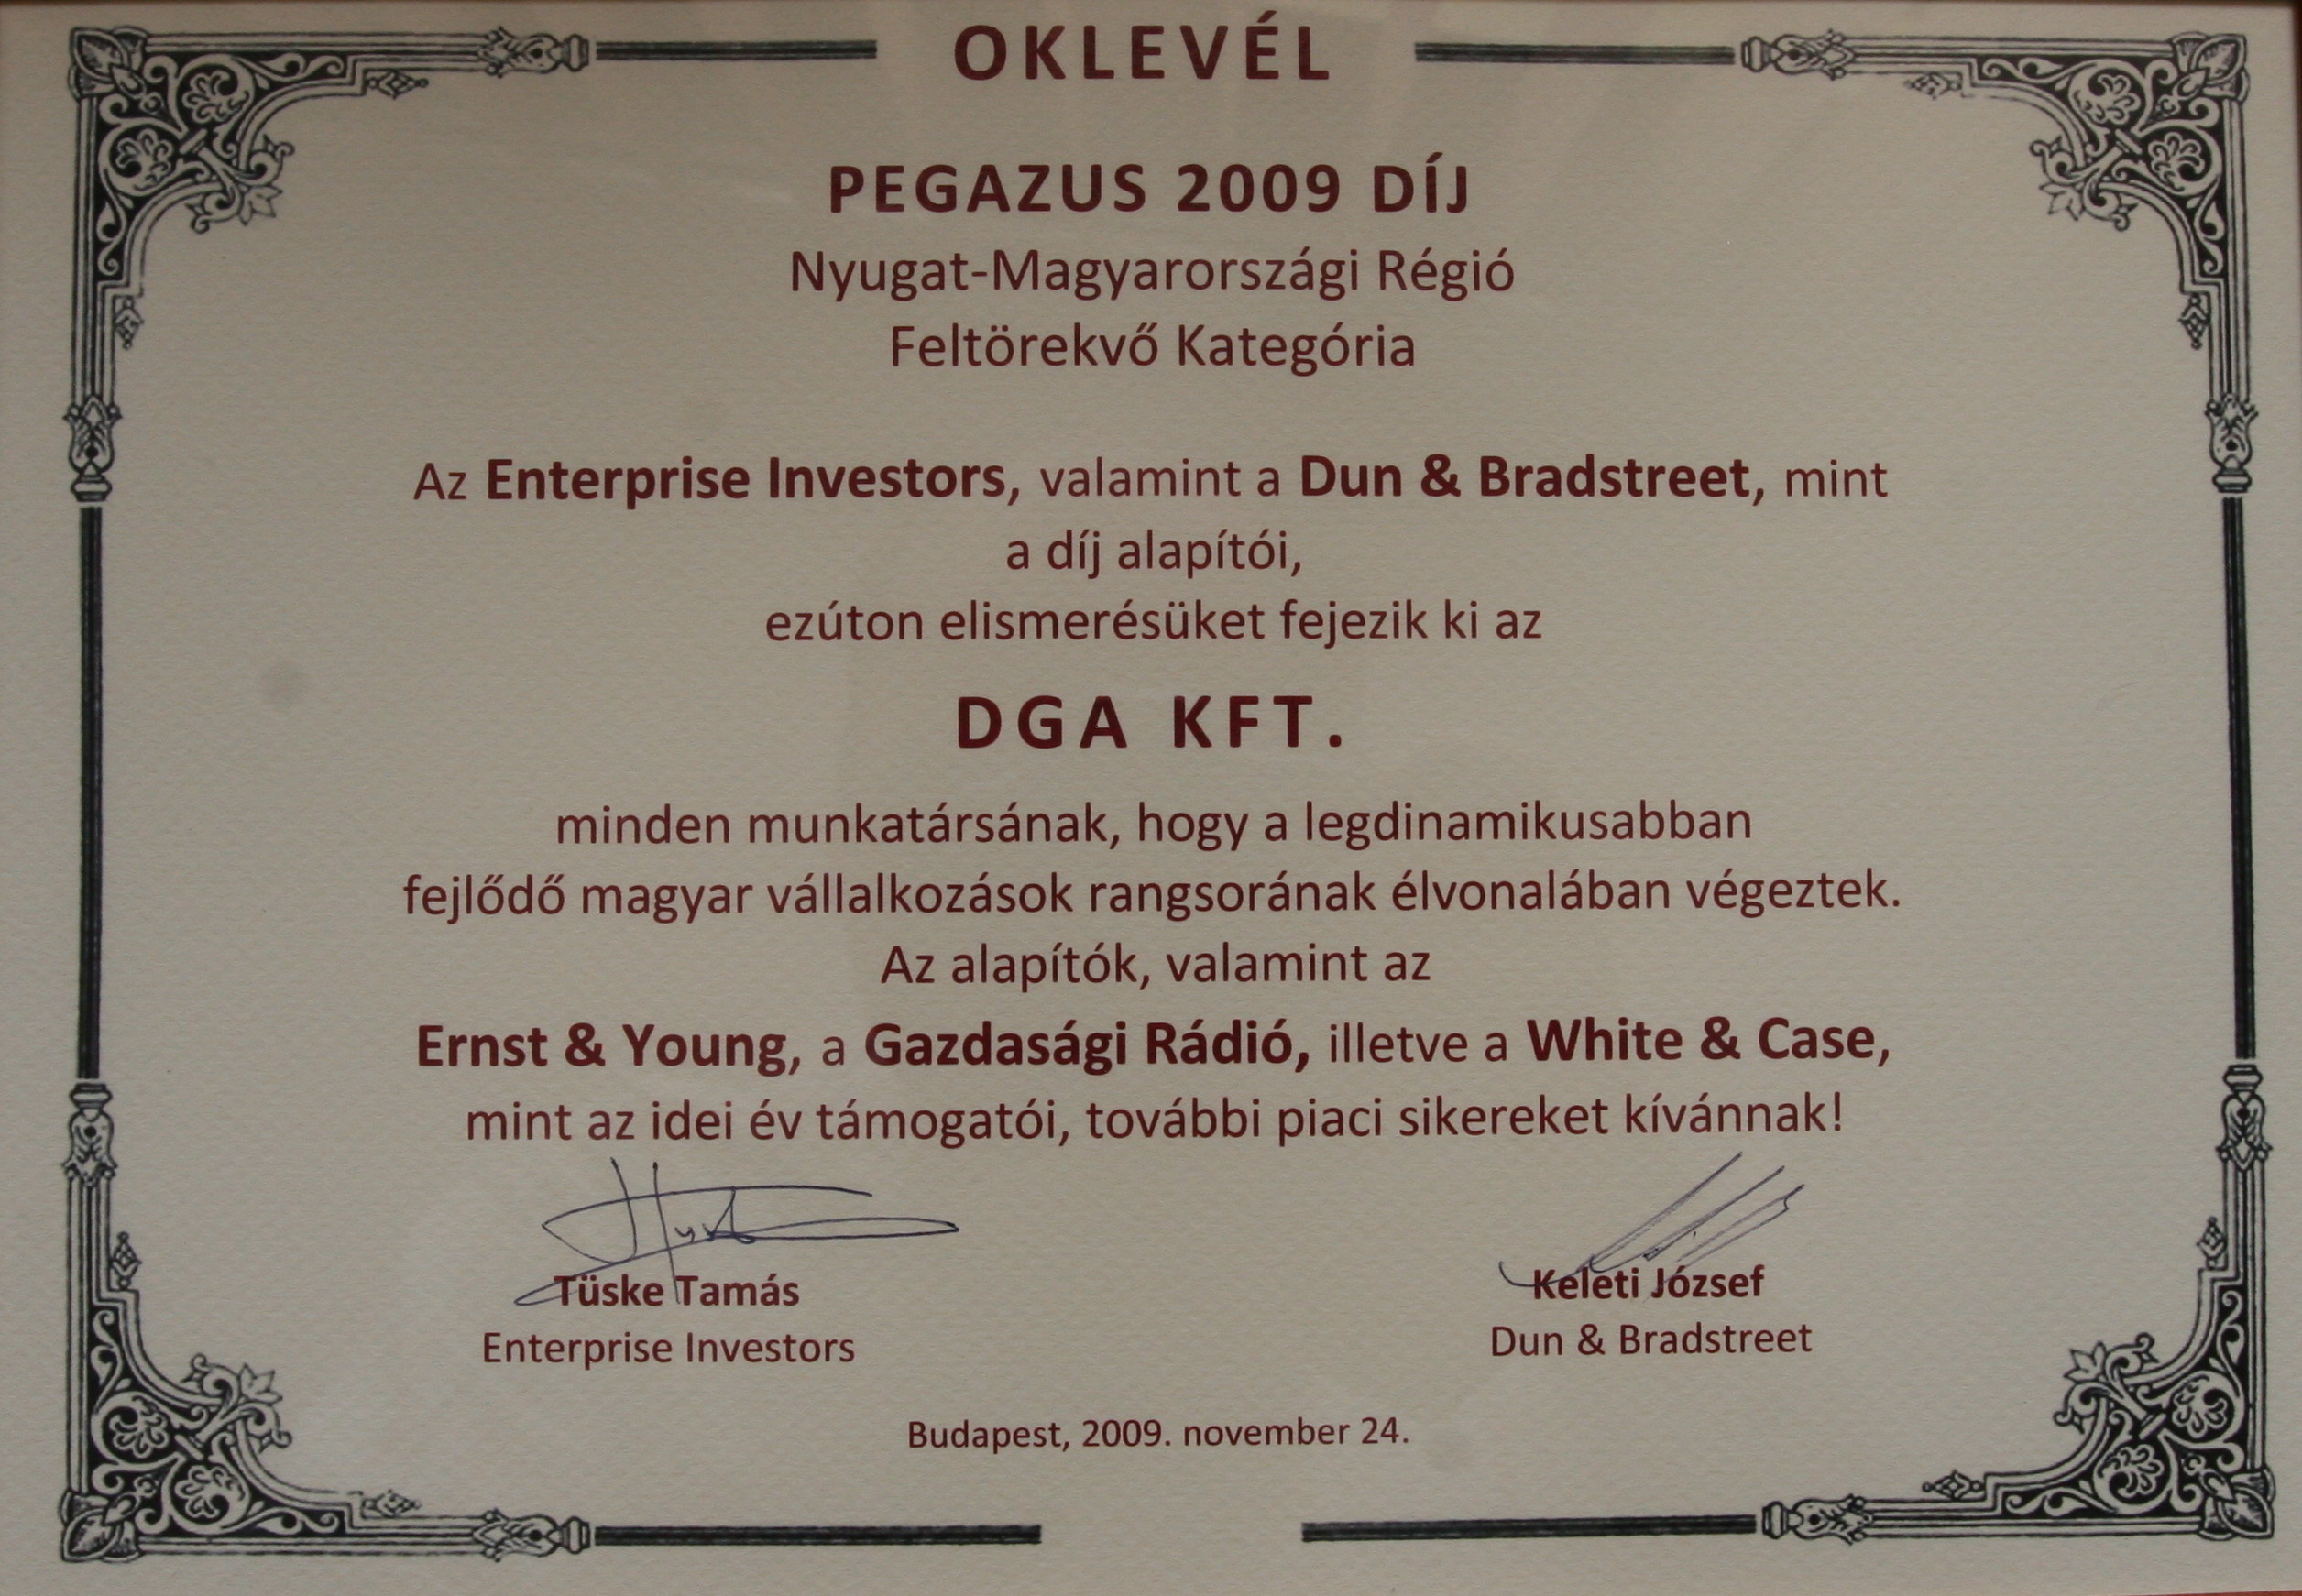 OKLEVÉL
PEGAZUS 2009 DÍJ
Nyugat-Magyarországi Régió
Feltörekvő Kategória
Az Enterprise Investors, valamint a Dun & Bradstreet, mint
a díj alapítói,
ezúton elismerésüket fejezik ki az
DGA KFT.
minden munkatársának, hogy a legdinamikusabban
fejlődő magyar vállalkozások rangsorának élvonalában végeztek.
Az alapítók, valamint az
Ernst & Young, a Gazdasági Rádió, illetve a White & Case,
mint az idei év támogatói, további piaci sikereket kívánnak!
Tüske Tamás
Enterprise Investors
Keleti József
Dun & Bradstreet
Budapest, 2009. november 24.